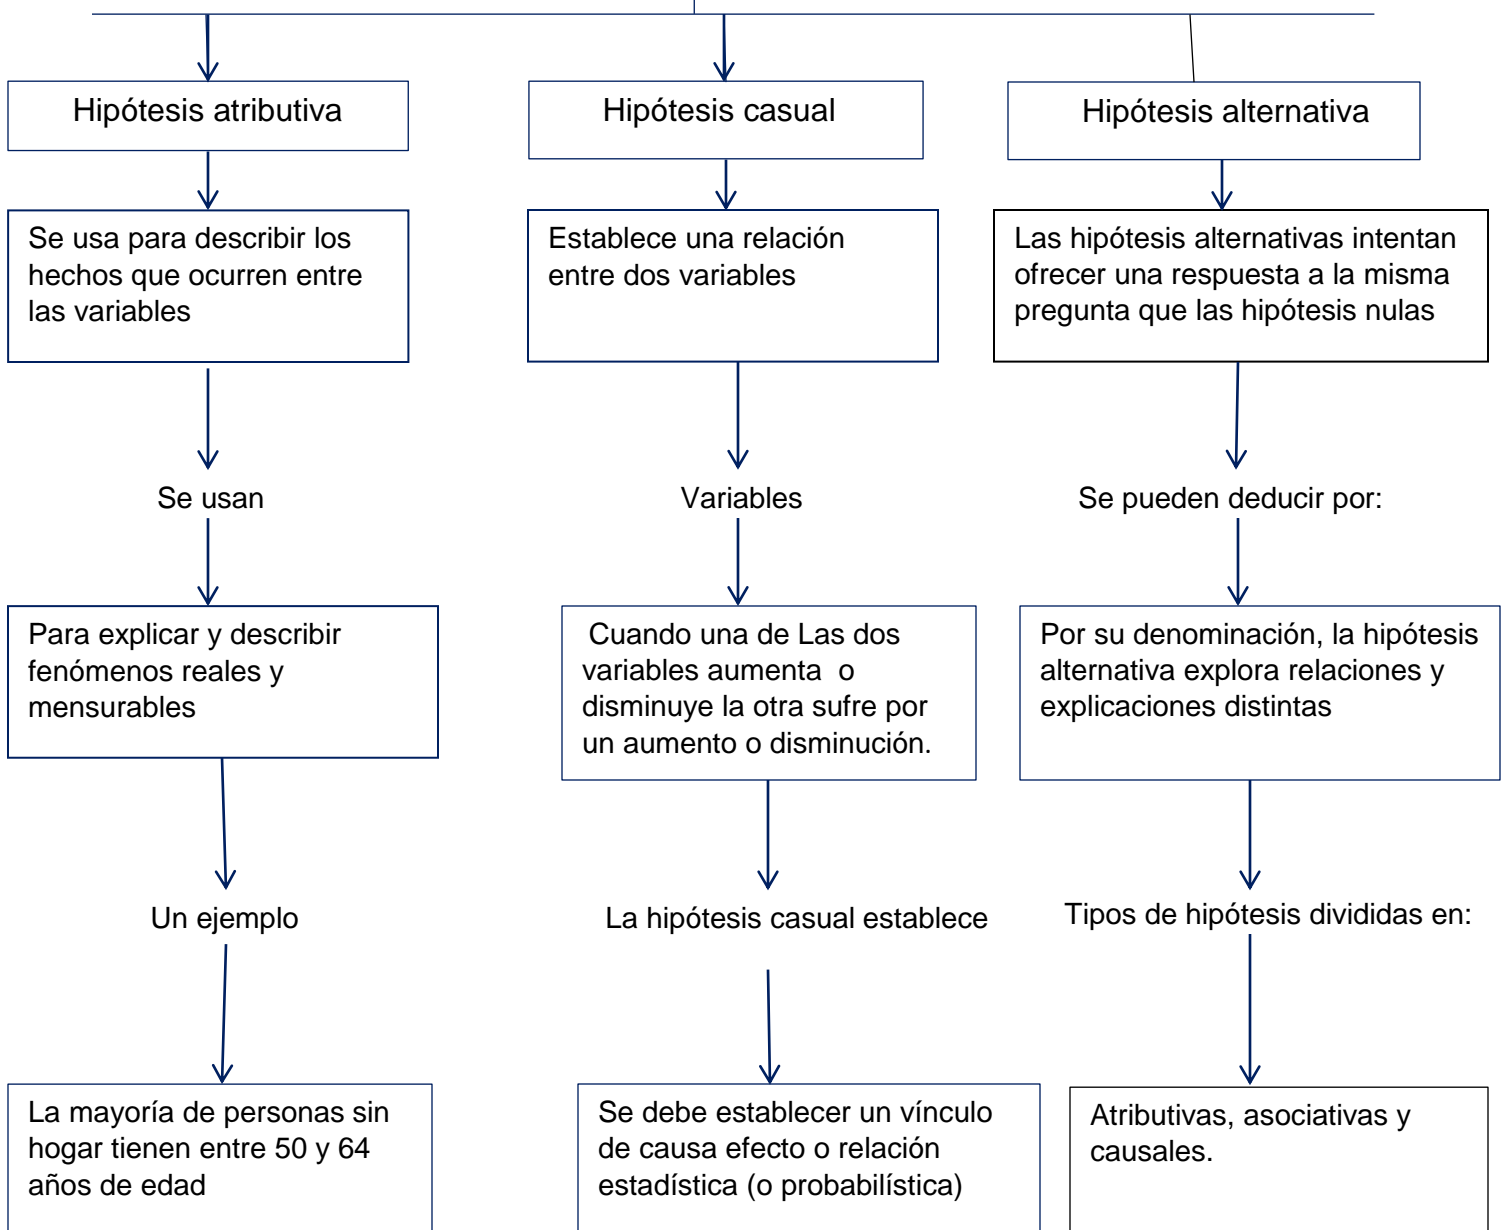 Hipótesis atributiva
Hipótesis casual
Hipótesis alternativa
Se usa para describir los
hechos que ocurren entre
las variables
Establece una relación
entre dos variables
Las hipótesis alternativas intentan
ofrecer una respuesta a la misma
pregunta que las hipótesis nulas
Se usan
Variables
Se pueden deducir por:
Para explicar y describir
fenómenos reales y
mensurables
Cuando una de Las dos
variables aumenta o
disminuye la otra sufre por
un aumento o disminución.
Por su denominación, la hipótesis
alternativa explora relaciones y
explicaciones distintas
Un ejemplo
La hipótesis casual establece
Tipos de hipótesis divididas en:
La mayoría de personas sin
hogar tienen entre 50 y 64
años de edad
Se debe establecer un vínculo
de causa efecto o relación
estadística (o probabilística)
Atributivas, asociativas y
causales.